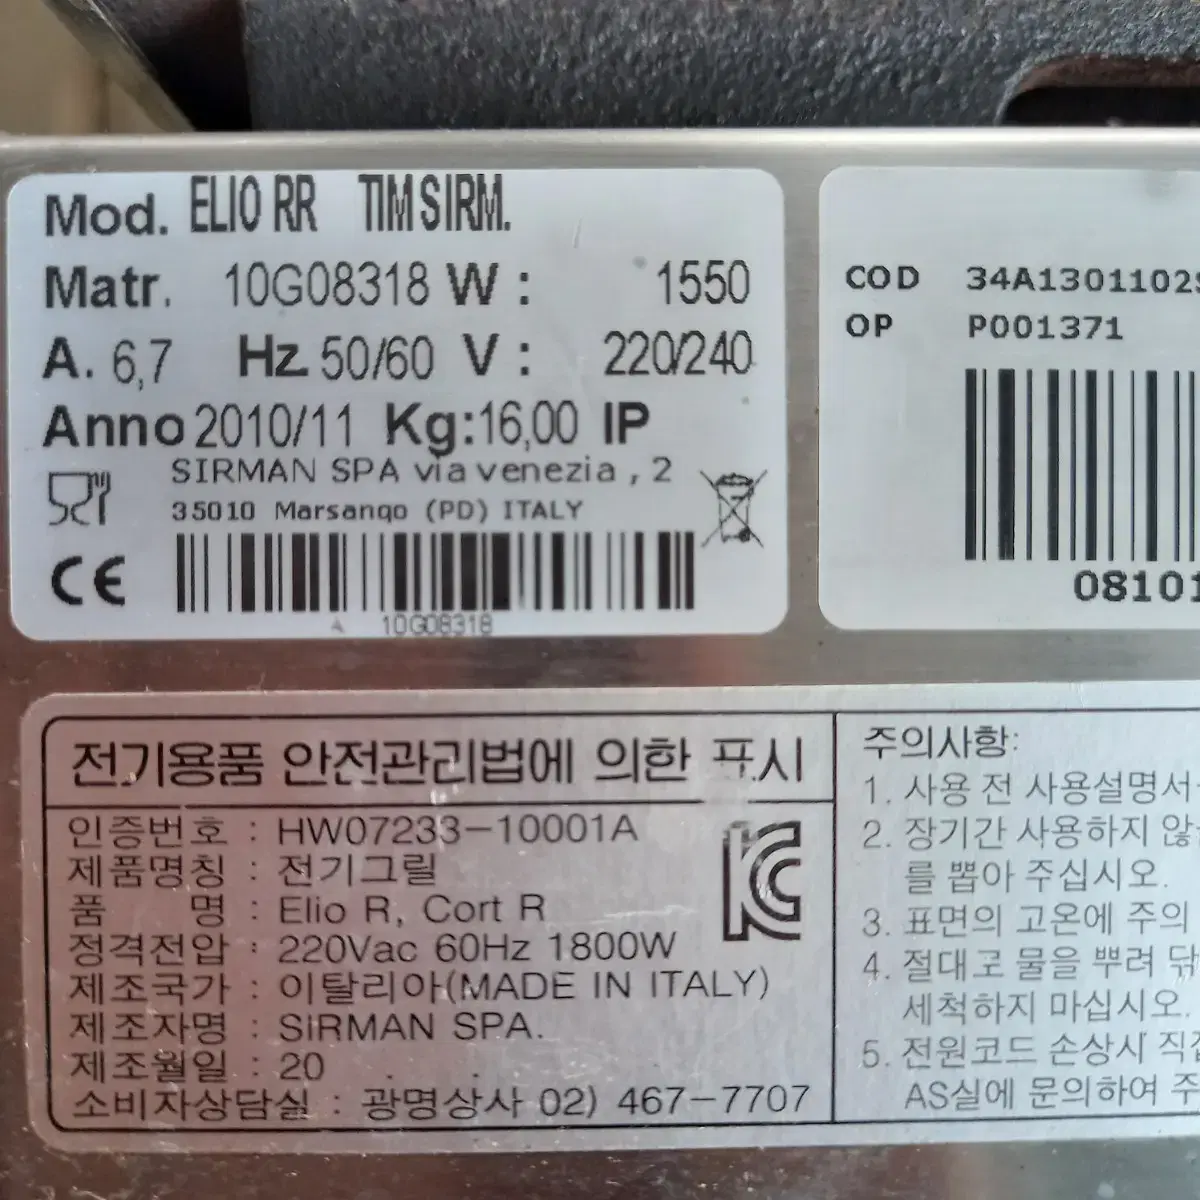 Mod. ELIO RR TIM SIRM.
Matr. 10G08318 W : 1550
A. 6,7 Hz 50/60 V : 220/240
Anno 2010/11 Kg:16,00 IP
SIRMAN SPA via venezia , 2
35010 Marsango (PD) ITALY
CE
A 10G08318
COD 34A1301102
OP P001371
08101
전기용품 안전관리법에 의한 표시
인증번호 : HW07233-10001A
제품명칭 : 전기그릴
품 명 : Elio R, Cort R
정격전압 : 220Vac 60Hz 1800W
제조국가 : 이탈리아(MADE IN ITALY)
제조자명 : SIRMAN SPA.
제조월일 : 20 . .
소비자상담실 : 광명상사 02) 467-7707
주의사항:
1. 사용 전 사용설명서
2. 장기간 사용하지 않
를 뽑아 주십시오.
3. 표면의 고온에 주의
4. 절대로 물을 뿌려 닦
세척하지 마십시오.
5. 전원코드 손상시 직접
AS실에 문의하여 주